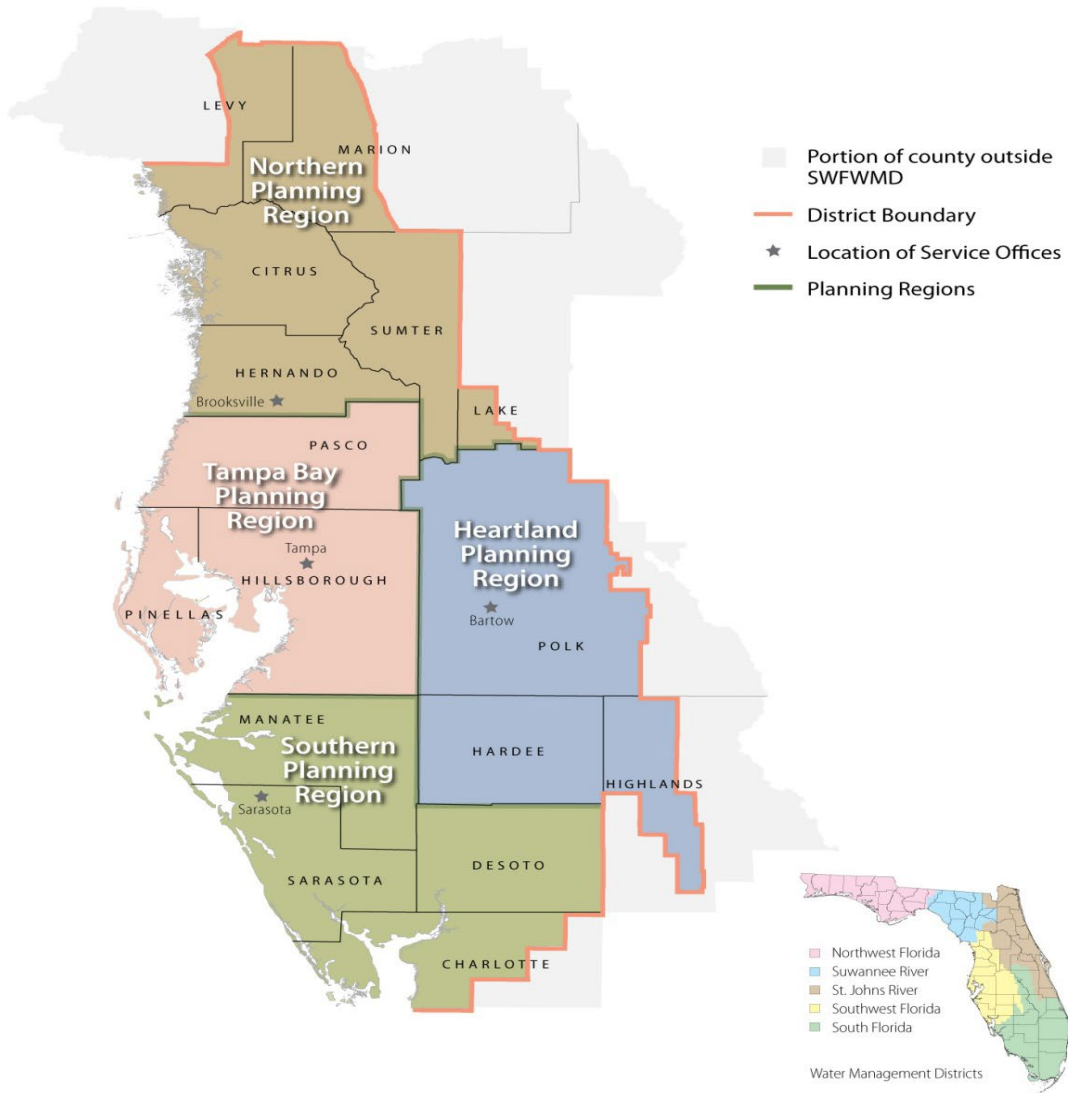 LEVY
MARION
Northern
Planning
Region
CITRUS
SUMTER
HERNANDO
Brooksville
LAKE
PASCO
Tampa Bay
Planning
Region
Tampa
HILLSBOROUGH
PINELLAS
Heartland
Planning
Region
Bartow
POLK
MANATEE
Southern
Planning
Region
Sarasota
HARDEE
HIGHLANDS
SARASOTA
DESOTO
CHARLOTTE
Portion of county outside
SWFWMD
District Boundary
Location of Service Offices
Planning Regions
Northwest Florida
Suwannee River
St. Johns River
Southwest Florida
South Florida
Water Management Districts